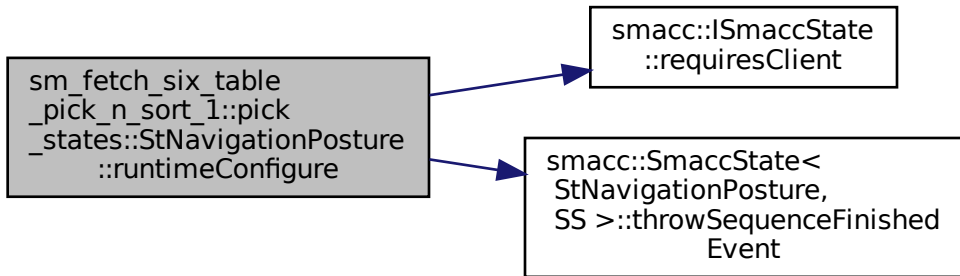 sm_fetch_six_table
_pick_n_sort_1::pick
_states::StNavigationPosture
::runtimeConfigure
smacc::ISmaccState
::requiresClient
smacc::SmaccState<
StNavigationPosture,
SS >::throwSequenceFinished
Event